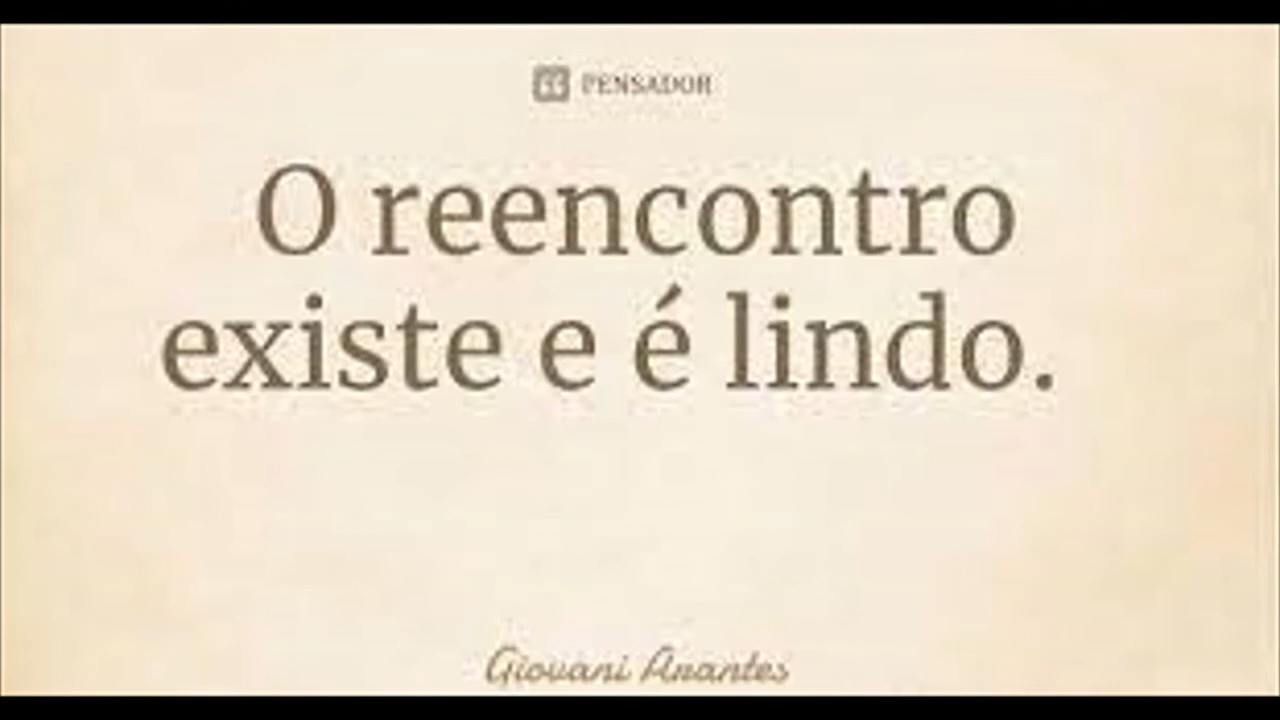 PENSADOR
O reencontro
existe e é lindo.
Giovani Arantes